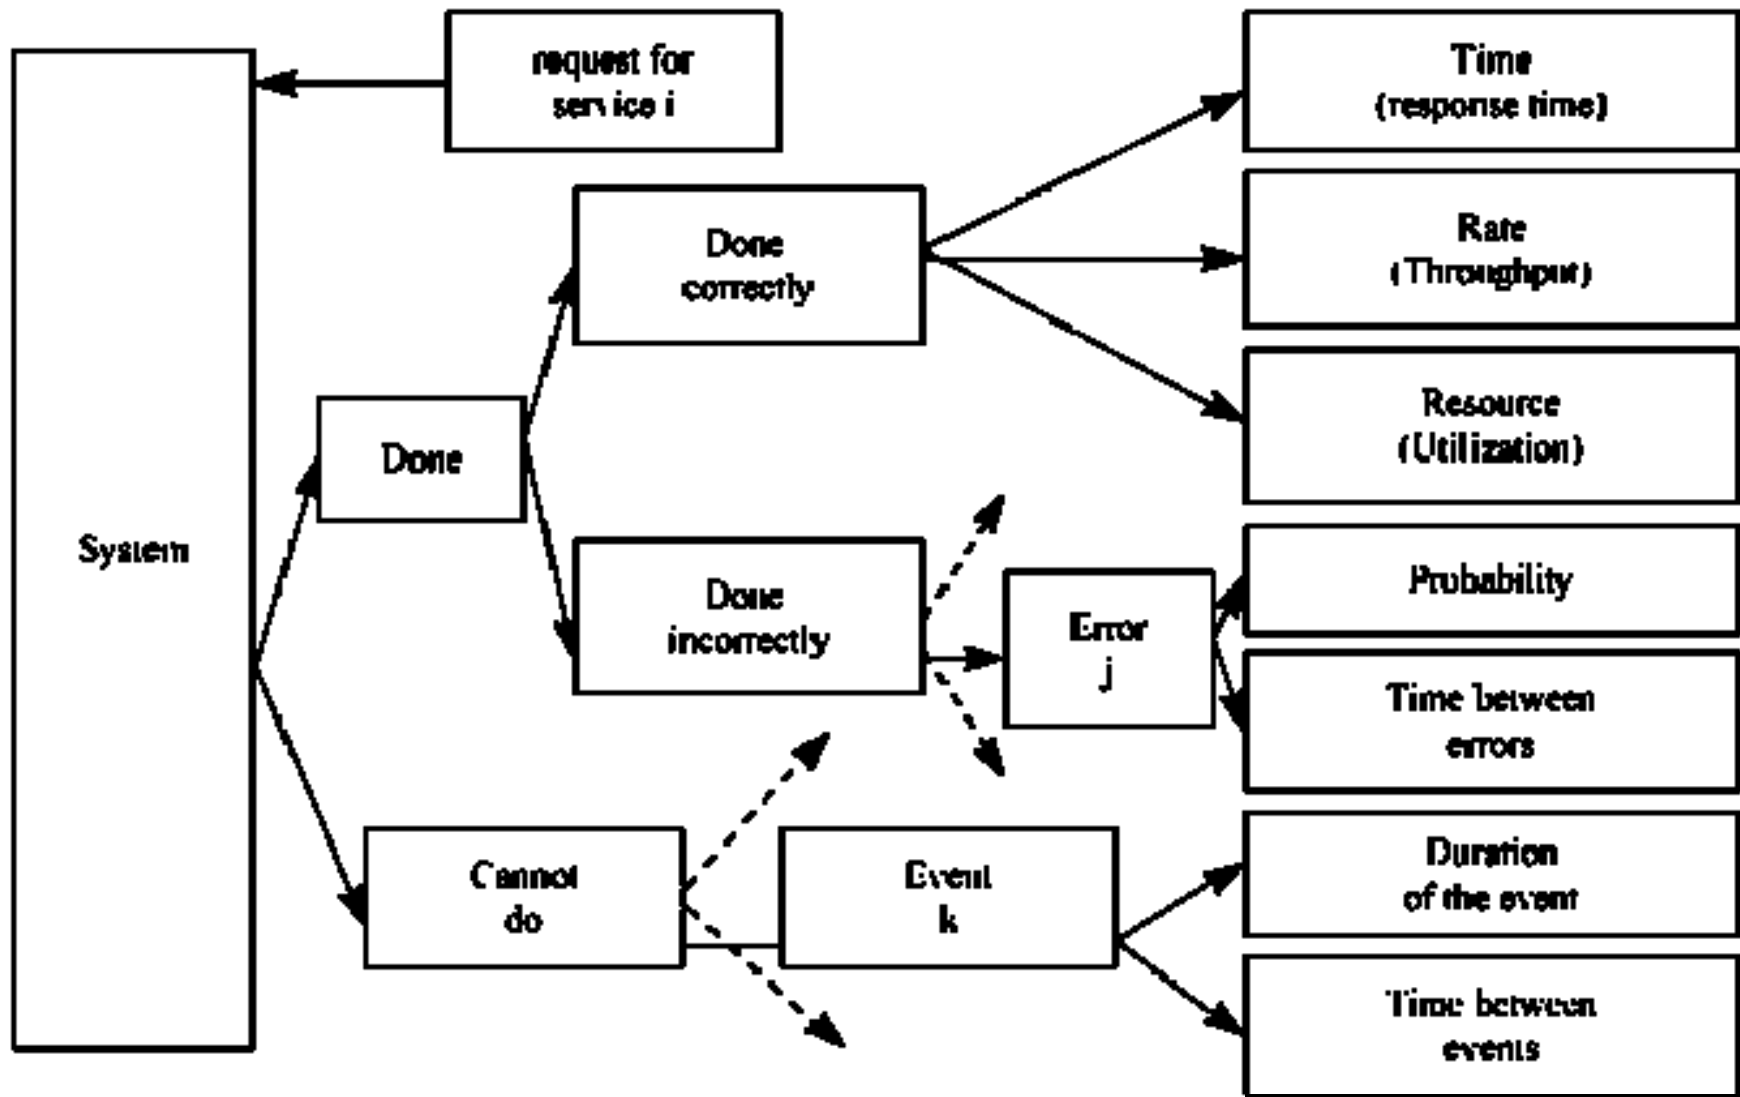 request for
service i
Time
(response time)
Rate
(Throughput)
Done
correctly
Resource
(Utilization)
Done
System
Done
incorrectly
Error
j
Probability
Time between
errors
Cannot
do
Event
k
Duration
of the event
Time between
events